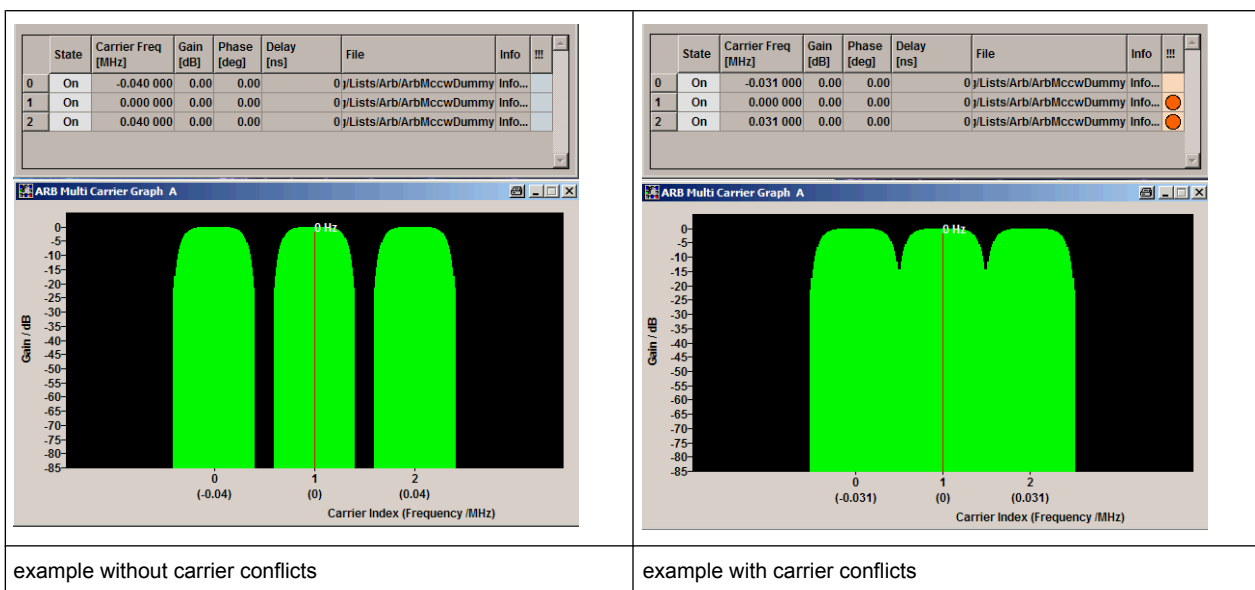 State Carrier Freq [MHz] Gain [dB] Phase [deg] Delay [ns] File Info !!!
0 On -0.040 000 0.00 0.00 0 g/Lists/Arb/ArbMccwDummy Info...
1 On 0.000 000 0.00 0.00 0 g/Lists/Arb/ArbMccwDummy Info...
2 On 0.040 000 0.00 0.00 0 g/Lists/Arb/ArbMccwDummy Info...
ARB Multi Carrier Graph A
0 Hz
0
-5
-10
-15
-20
-25
-30
-35
-40
-45
-50
-55
-60
-65
-70
-75
-80
-85
Gain / dB
0 1 2
(-0.04) (0) (0.04)
Carrier Index (Frequency /MHz)
example without carrier conflicts
State Carrier Freq [MHz] Gain [dB] Phase [deg] Delay [ns] File Info !!!
0 On -0.031 000 0.00 0.00 0 g/Lists/Arb/ArbMccwDummy Info...
1 On 0.000 000 0.00 0.00 0 g/Lists/Arb/ArbMccwDummy Info...
2 On 0.031 000 0.00 0.00 0 g/Lists/Arb/ArbMccwDummy Info...
ARB Multi Carrier Graph A
0 Hz
0
-5
-10
-15
-20
-25
-30
-35
-40
-45
-50
-55
-60
-65
-70
-75
-80
-85
Gain / dB
0 1 2
(-0.031) (0) (0.031)
Carrier Index (Frequency /MHz)
example with carrier conflicts